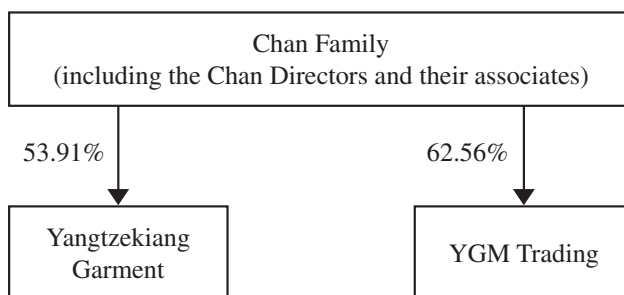 Chan Family
(including the Chan Directors and their associates)
53.91%
62.56%
Yangtzekiang
Garment
YGM Trading